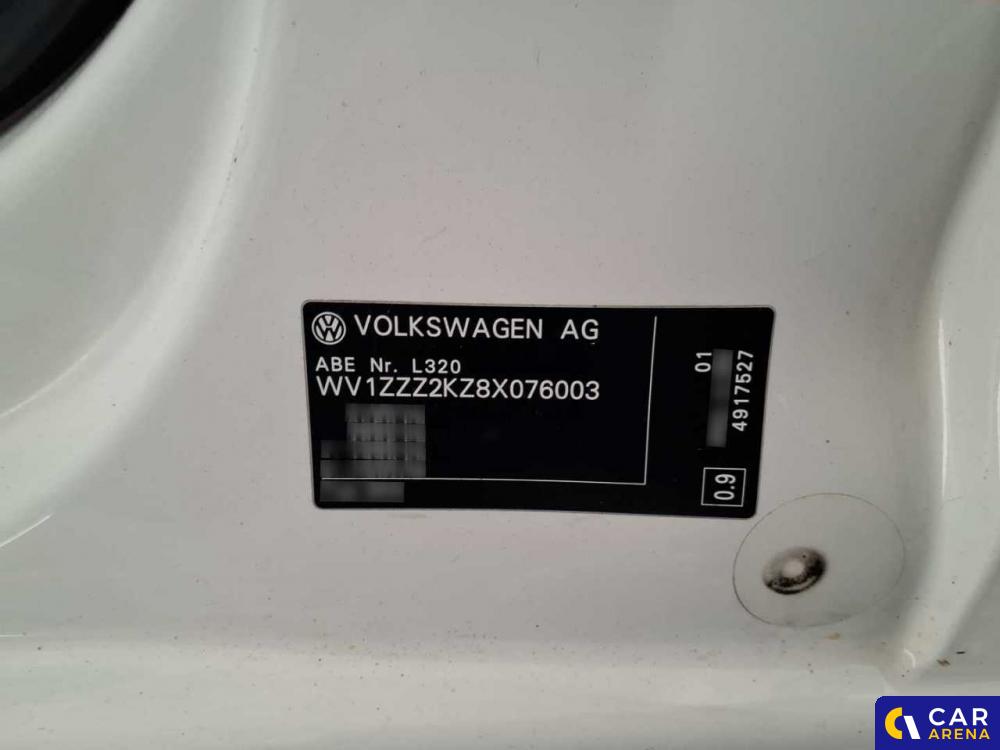 VOLKSWAGEN AG
ABE Nr. L320
WV1ZZZ2KZ8X076003
01
4917527
0.9
CAR
ARENA